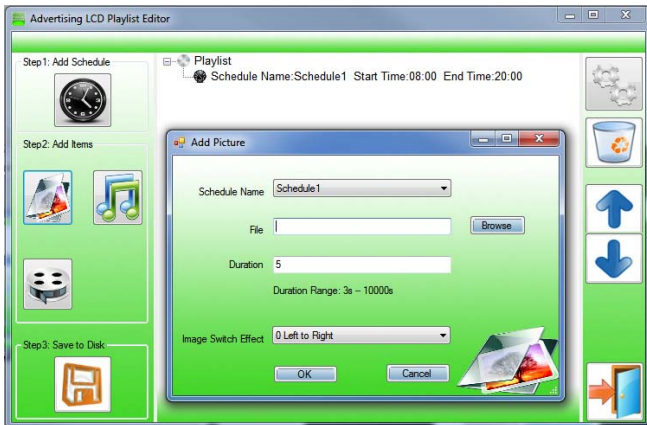 Advertising LCD Playlist Editor
Step1: Add Schedule
Playlist
Schedule Name:Schedule1 Start Time:08:00 End Time:20:00
Step2: Add Items
Add Picture
Schedule Name Schedule1
File Browse
Duration 5
Duration Range: 3s – 10000s
Image Switch Effect 0 Left to Right
OK Cancel
Step3: Save to Disk